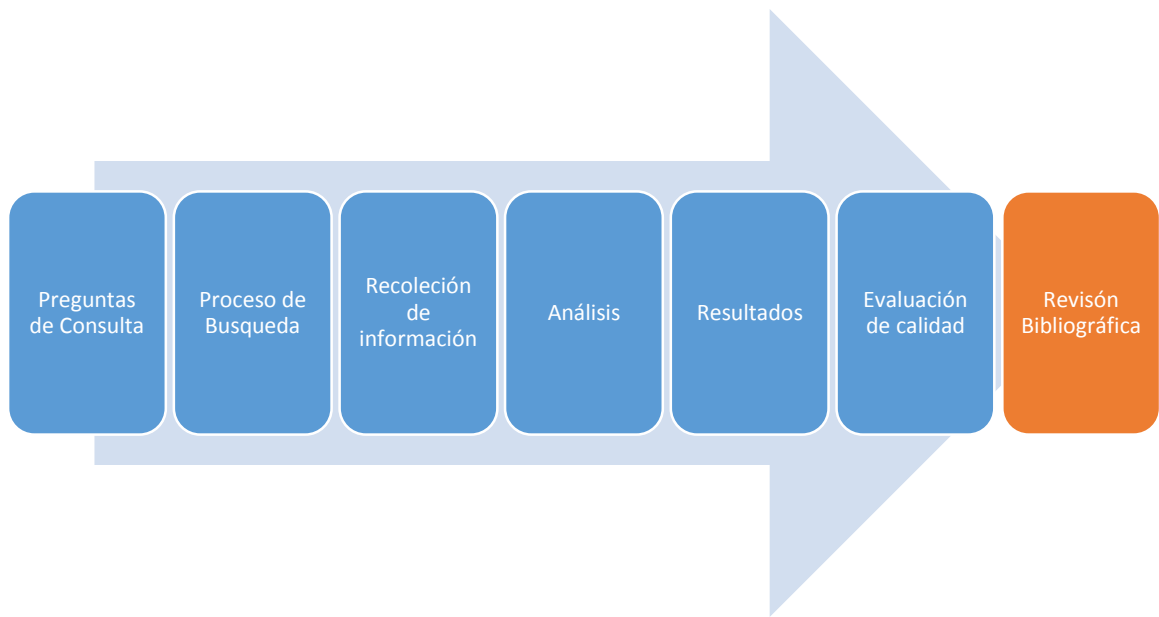 Preguntas
de Consulta
Proceso de
Busqueda
Recoleción
de
información
Análisis
Resultados
Evaluación
de calidad
Revisón
Bibliográfica